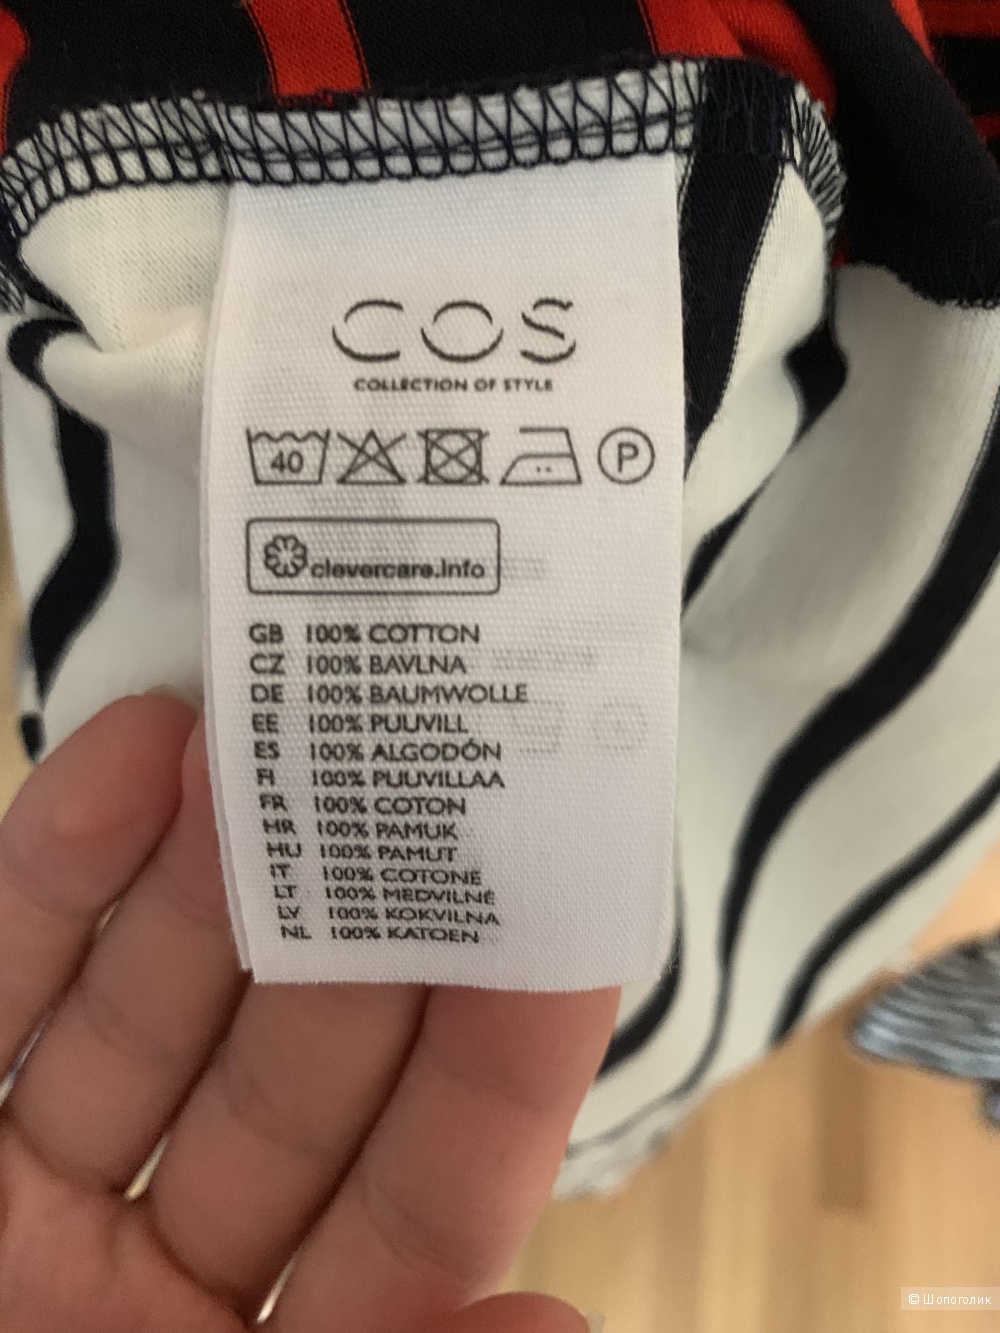 COS
COLLECTION OF STYLE
40 P
clevercare.info
GB 100% COTTON
CZ 100% BAVLNA
DE 100% BAUMWOLLE
EE 100% PUUVILL
ES 100% ALGODÓN
FI 100% PUUVILLAA
FR 100% COTON
HR 100% PAMUK
HU 100% PAMUT
IT 100% COTONE
LT 100% MEDVILNĖ
LV 100% KOKVILNA
NL 100% KATOEN
© Шопоголик